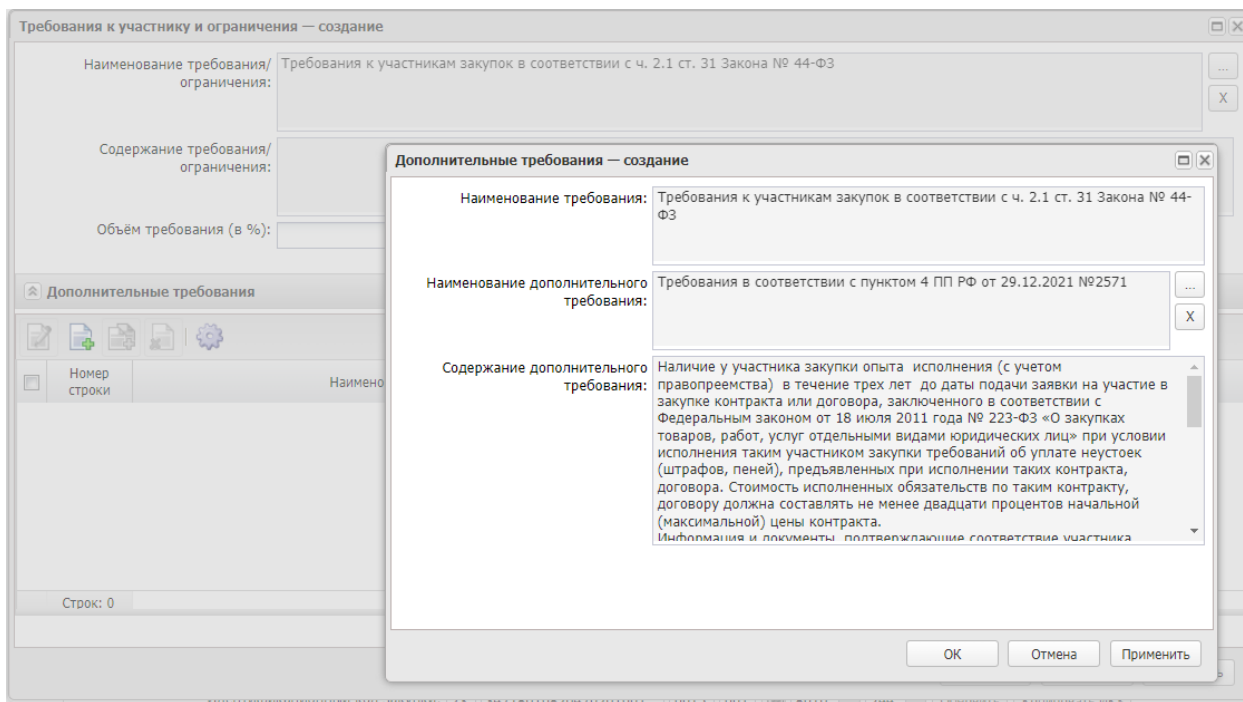 Требования к участнику и ограничения — создание
Наименование требования/
ограничения:
Требования к участникам закупок в соответствии с ч. 2.1 ст. 31 Закона № 44-ФЗ
...
X
Содержание требования/
ограничения:
Объём требования (в %):
Дополнительные требования
Номер
строки
Наимено
Строк: 0
Дополнительные требования — создание
Наименование требования:
Требования к участникам закупок в соответствии с ч. 2.1 ст. 31 Закона № 44-
ФЗ
Наименование дополнительного
требования:
Требования в соответствии с пунктом 4 ПП РФ от 29.12.2021 №2571
...
X
Содержание дополнительного
требования:
Наличие у участника закупки опыта исполнения (с учетом
правопреемства) в течение трех лет до даты подачи заявки на участие в
закупке контракта или договора, заключенного в соответствии с
Федеральным законом от 18 июля 2011 года № 223-ФЗ «О закупках
товаров, работ, услуг отдельными видами юридических лиц» при условии
исполнения таким участником закупки требований об уплате неустоек
(штрафов, пеней), предъявленных при исполнении таких контракта,
договора. Стоимость исполненных обязательств по таким контракту,
договору должна составлять не менее двадцати процентов начальной
(максимальной) цены контракта.
Информация и документы, подтверждающие соответствие участника
ОК
Отмена
Применить